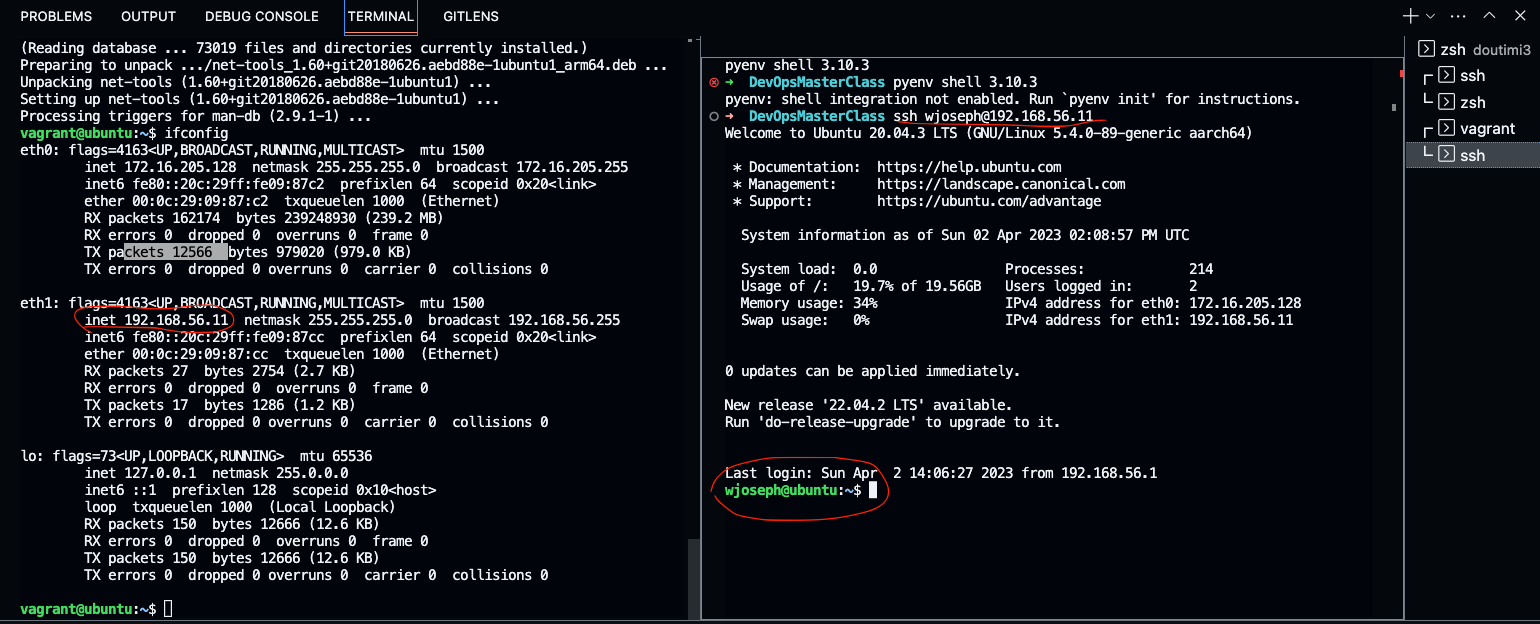 PROBLEMS OUTPUT DEBUG CONSOLE TERMINAL GITLENS
(Reading database ... 73019 files and directories currently installed.)
Preparing to unpack .../net-tools_1.60+git20180626.aebd88e-1ubuntu1_arm64.deb ...
Unpacking net-tools (1.60+git20180626.aebd88e-1ubuntu1) ...
Setting up net-tools (1.60+git20180626.aebd88e-1ubuntu1) ...
Processing triggers for man-db (2.9.1-1) ...
vagrant@ubuntu:~$ ifconfig
eth0: flags=4163<UP,BROADCAST,RUNNING,MULTICAST>  mtu 1500
        inet 172.16.205.128  netmask 255.255.255.0  broadcast 172.16.205.255
        inet6 fe80::20c:29ff:fe09:87c2  prefixlen 64  scopeid 0x20<link>
        ether 00:0c:29:09:87:c2  txqueuelen 1000  (Ethernet)
        RX packets 162174  bytes 239248930 (239.2 MB)
        RX errors 0  dropped 0  overruns 0  frame 0
        TX packets 12566  bytes 979020 (979.0 KB)
        TX errors 0  dropped 0 overruns 0  carrier 0  collisions 0
eth1: flags=4163<UP,BROADCAST,RUNNING,MULTICAST>  mtu 1500
        inet 192.168.56.11  netmask 255.255.255.0  broadcast 192.168.56.255
        inet6 fe80::20c:29ff:fe09:87cc  prefixlen 64  scopeid 0x20<link>
        ether 00:0c:29:09:87:cc  txqueuelen 1000  (Ethernet)
        RX packets 27  bytes 2754 (2.7 KB)
        RX errors 0  dropped 0  overruns 0  frame 0
        TX packets 17  bytes 1286 (1.2 KB)
        TX errors 0  dropped 0 overruns 0  carrier 0  collisions 0
lo: flags=73<UP,LOOPBACK,RUNNING>  mtu 65536
        inet 127.0.0.1  netmask 255.0.0.0
        inet6 ::1  prefixlen 128  scopeid 0x10<host>
        loop  txqueuelen 1000  (Local Loopback)
        RX packets 150  bytes 12666 (12.6 KB)
        RX errors 0  dropped 0  overruns 0  frame 0
        TX packets 150  bytes 12666 (12.6 KB)
        TX errors 0  dropped 0 overruns 0  carrier 0  collisions 0
vagrant@ubuntu:~$
pyenv shell 3.10.3
➜  DevOpsMasterClass pyenv shell 3.10.3
pyenv: shell integration not enabled. Run `pyenv init' for instructions.
➜  DevOpsMasterClass ssh wjoseph@192.168.56.11
Welcome to Ubuntu 20.04.3 LTS (GNU/Linux 5.4.0-89-generic aarch64)
 * Documentation:  https://help.ubuntu.com
 * Management:     https://landscape.canonical.com
 * Support:        https://ubuntu.com/advantage
  System information as of Sun 02 Apr 2023 02:08:57 PM UTC
  System load:  0.0                Processes:             214
  Usage of /:   19.7% of 19.56GB   Users logged in:       2
  Memory usage: 34%                IPv4 address for eth0: 172.16.205.128
  Swap usage:   0%                 IPv4 address for eth1: 192.168.56.11
0 updates can be applied immediately.
New release '22.04.2 LTS' available.
Run 'do-release-upgrade' to upgrade to it.
Last login: Sun Apr  2 14:06:27 2023 from 192.168.56.1
wjoseph@ubuntu:~$
zsh doutimi3
ssh
zsh
vagrant
ssh